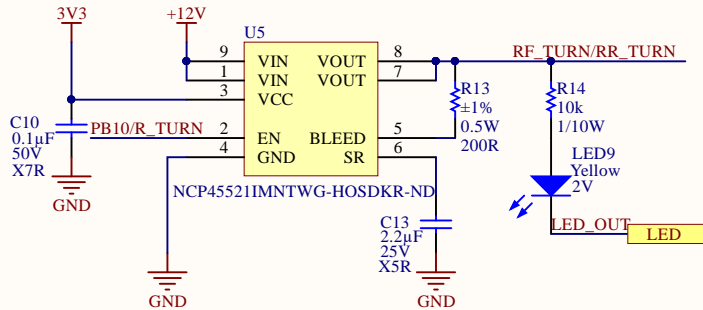 3V3
+12V
U5
9 VIN VOUT 8
1 VIN VOUT 7
3 VCC
RF_TURN/RR_TURN
R13
±1%
0.5W
200R
R14
10k
1/10W
C10
0.1µF
50V
X7R
PB10/R_TURN
2 EN BLEED 5
4 GND SR 6
NCP45521IMNTWG-HOSDKR-ND
LED9
Yellow
2V
GND
C13
2.2µF
25V
X5R
LED_OUT
LED
GND
GND